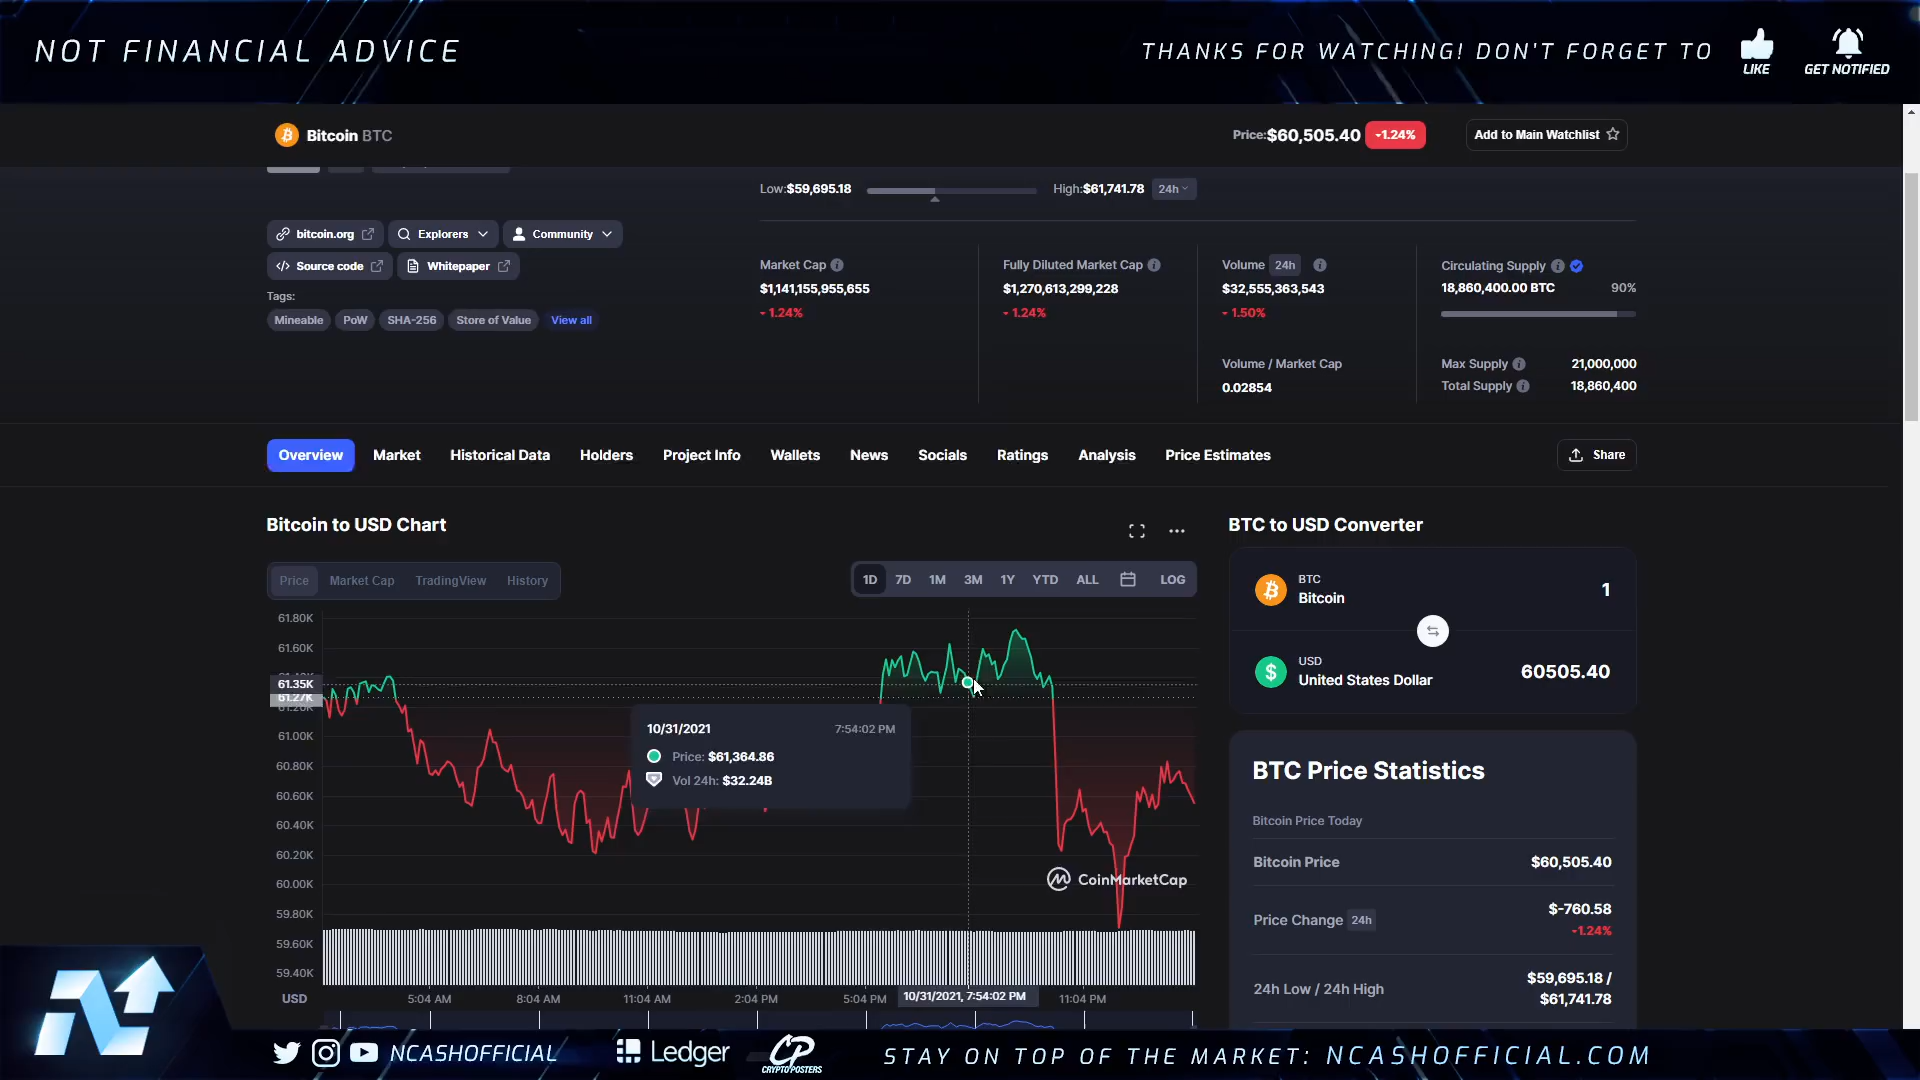 NOT FINANCIAL ADVICE
THANKS FOR WATCHING! DON'T FORGET TO
LIKE
GET NOTIFIED
Bitcoin BTC
Price:$60,505.40 -1.24%
Add to Main Watchlist
Low:$59,695.18
High:$61,741.78
24h
bitcoin.org
Explorers
Community
Source code
Whitepaper
Tags:
Mineable
PoW
SHA-256
Store of Value
View all
Market Cap
$1,141,155,955,655
1.24%
Fully Diluted Market Cap
$1,270,613,299,228
1.24%
Volume 24h
$32,555,363,543
1.50%
Volume / Market Cap
0.02854
Circulating Supply
18,860,400.00 BTC
90%
Max Supply
21,000,000
Total Supply
18,860,400
Overview
Market
Historical Data
Holders
Project Info
Wallets
News
Socials
Ratings
Analysis
Price Estimates
Share
Bitcoin to USD Chart
Price
Market Cap
TradingView
History
1D
7D
1M
3M
1Y
YTD
ALL
LOG
61.80K
61.60K
61.35K
61.27K
61.20K
61.00K
60.80K
60.60K
60.40K
60.20K
60.00K
59.80K
59.60K
59.40K
10/31/2021
7:54:02 PM
Price: $61,364.86
Vol 24h: $32.24B
CoinMarketCap
USD
5:04 AM
8:04 AM
11:04 AM
2:04 PM
5:04 PM
10/31/2021, 7:54:02 PM
11:04 PM
BTC to USD Converter
BTC
Bitcoin
1
USD
United States Dollar
60505.40
BTC Price Statistics
Bitcoin Price Today
Bitcoin Price
$60,505.40
Price Change 24h
$-760.58
-1.24%
24h Low / 24h High
$59,695.18 /
$61,741.78
NCASHOFFICIAL
Ledger
CP
CRYPTOPOSTERS
STAY ON TOP OF THE MARKET: NCASHOFFICIAL.COM